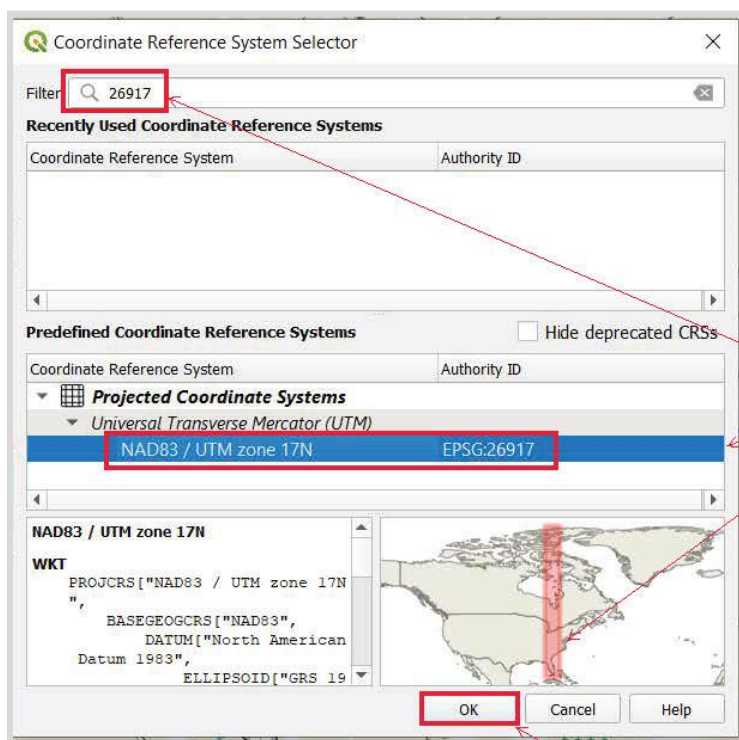 Coordinate Reference System Selector
Filter 26917
Recently Used Coordinate Reference Systems
Coordinate Reference System Authority ID
Predefined Coordinate Reference Systems Hide deprecated CRSs
Coordinate Reference System Authority ID
Projected Coordinate Systems
Universal Transverse Mercator (UTM)
NAD83 / UTM zone 17N EPSG:26917
NAD83 / UTM zone 17N
WKT
PROJCRS["NAD83 / UTM zone 17N
",
BASEGEOGCRS["NAD83",
DATUM["North American
Datum 1983",
ELLIPSOID["GRS 19
OK Cancel Help